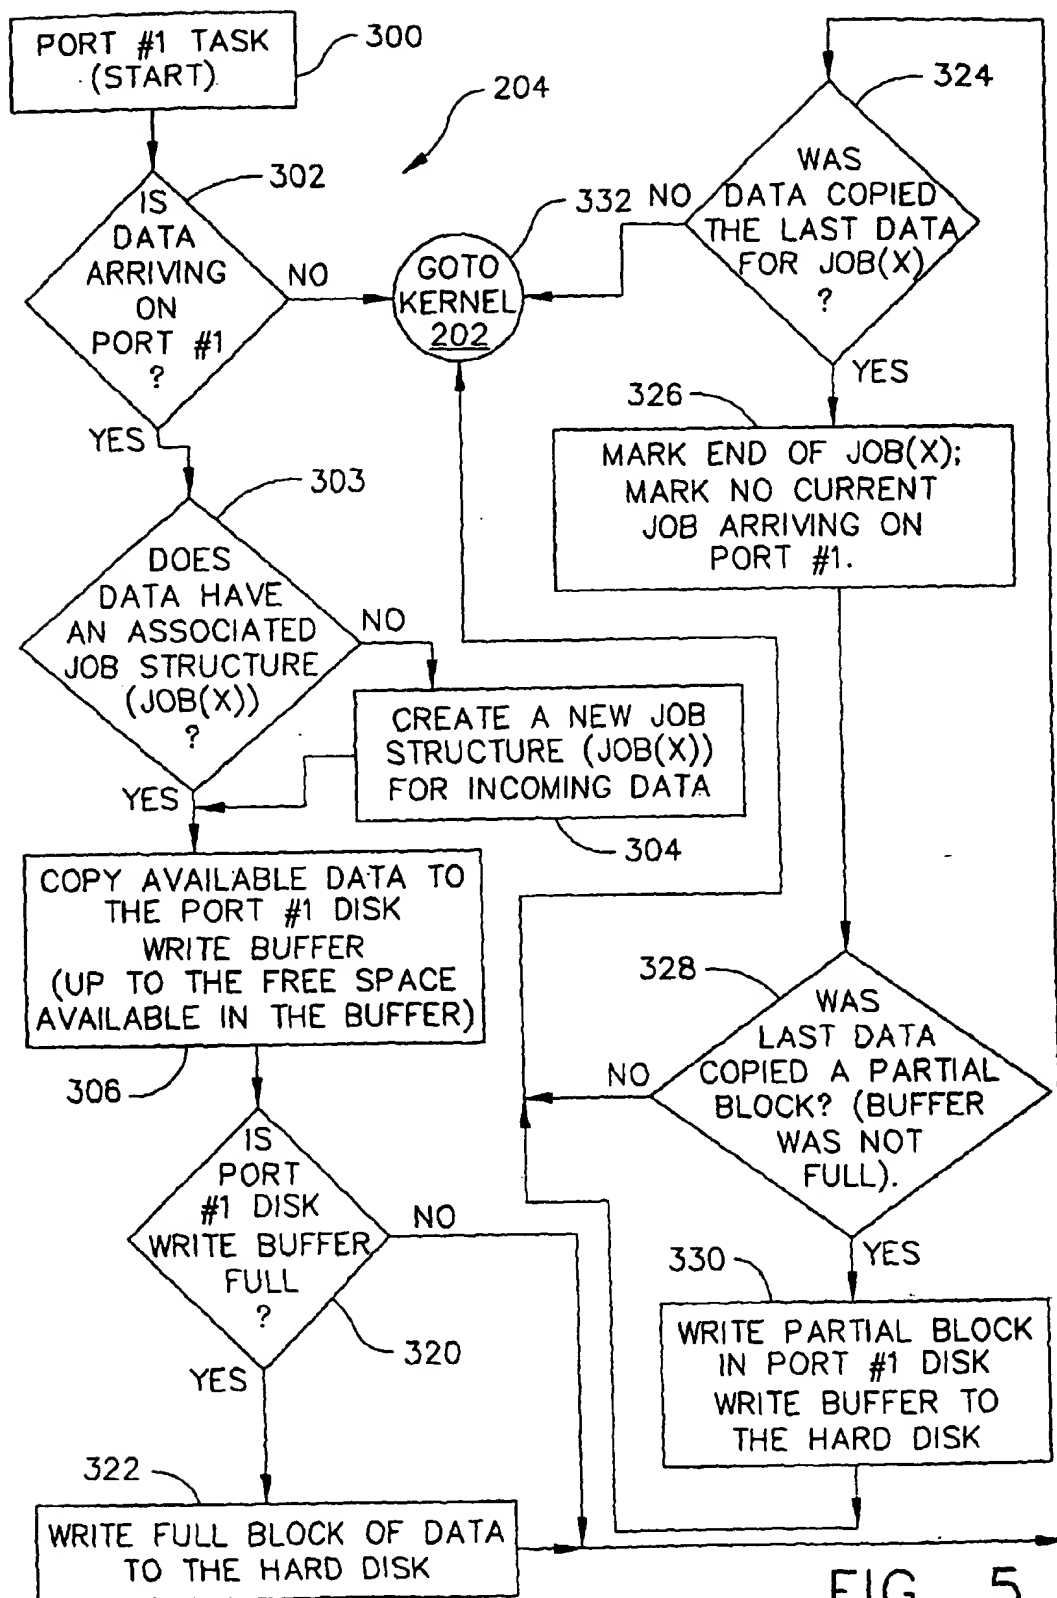 PORT #1 TASK
(START)
300
204
302
IS
DATA
ARRIVING
ON
PORT #1
?
NO
YES
332
GOTO
KERNEL
202
303
DOES
DATA HAVE
AN ASSOCIATED
JOB STRUCTURE
(JOB(X))
?
NO
YES
CREATE A NEW JOB
STRUCTURE (JOB(X))
FOR INCOMING DATA
304
COPY AVAILABLE DATA TO
THE PORT #1 DISK
WRITE BUFFER
(UP TO THE FREE SPACE
AVAILABLE IN THE BUFFER)
306
IS
PORT
#1 DISK
WRITE BUFFER
FULL
?
NO
320
YES
322
WRITE FULL BLOCK OF DATA
TO THE HARD DISK
324
WAS
DATA COPIED
THE LAST DATA
FOR JOB(X)
?
NO
YES
326
MARK END OF JOB(X);
MARK NO CURRENT
JOB ARRIVING ON
PORT #1.
328
WAS
LAST DATA
COPIED A PARTIAL
BLOCK? (BUFFER
WAS NOT
FULL).
NO
YES
330
WRITE PARTIAL BLOCK
IN PORT #1 DISK
WRITE BUFFER TO
THE HARD DISK
FIG. 5